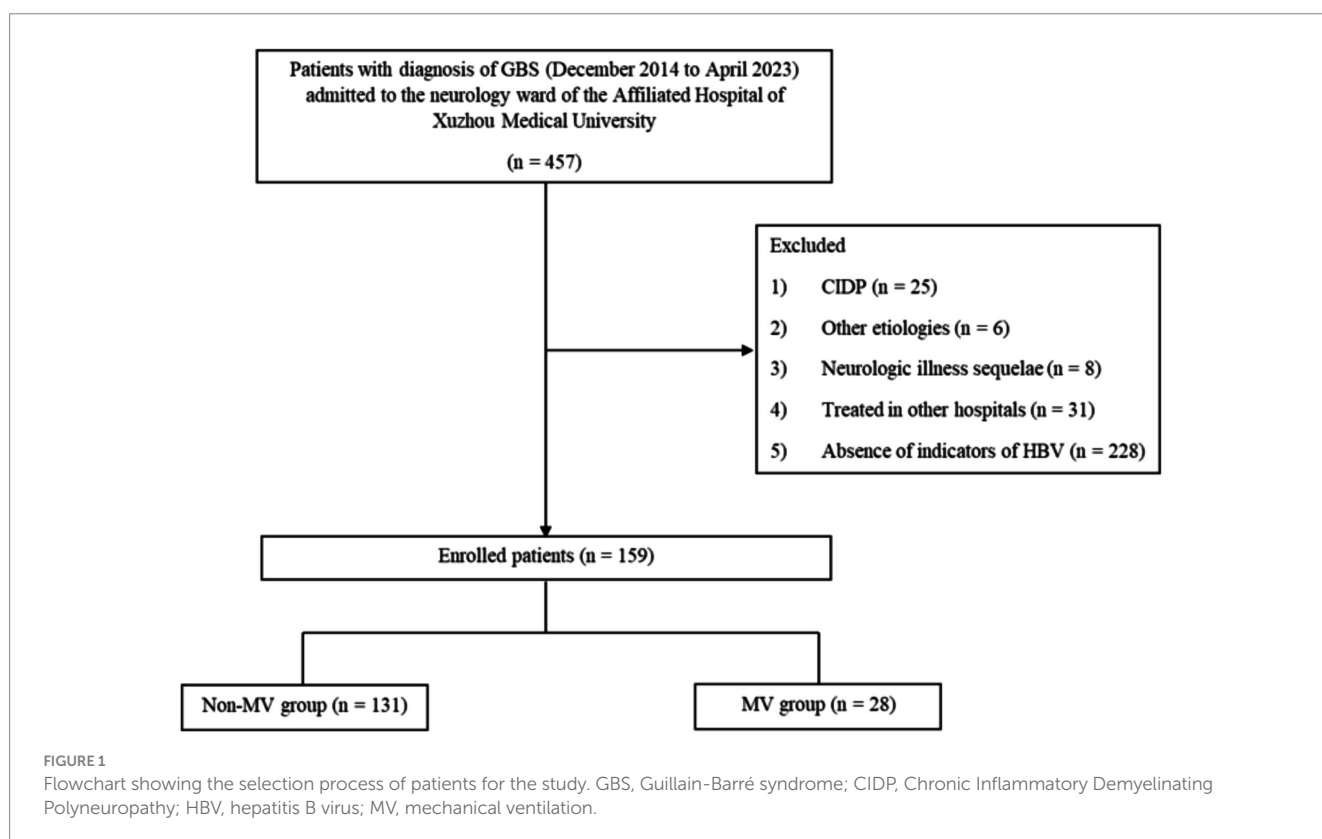 Patients with diagnosis of GBS (December 2014 to April 2023)
admitted to the neurology ward of the Affiliated Hospital of
Xuzhou Medical University
(n = 457)
Excluded
1) CIDP (n = 25)
2) Other etiologies (n = 6)
3) Neurologic illness sequelae (n = 8)
4) Treated in other hospitals (n = 31)
5) Absence of indicators of HBV (n = 228)
Enrolled patients (n = 159)
Non-MV group (n = 131)
MV group (n = 28)
FIGURE 1
Flowchart showing the selection process of patients for the study. GBS, Guillain-Barré syndrome; CIDP, Chronic Inflammatory Demyelinating
Polyneuropathy; HBV, hepatitis B virus; MV, mechanical ventilation.